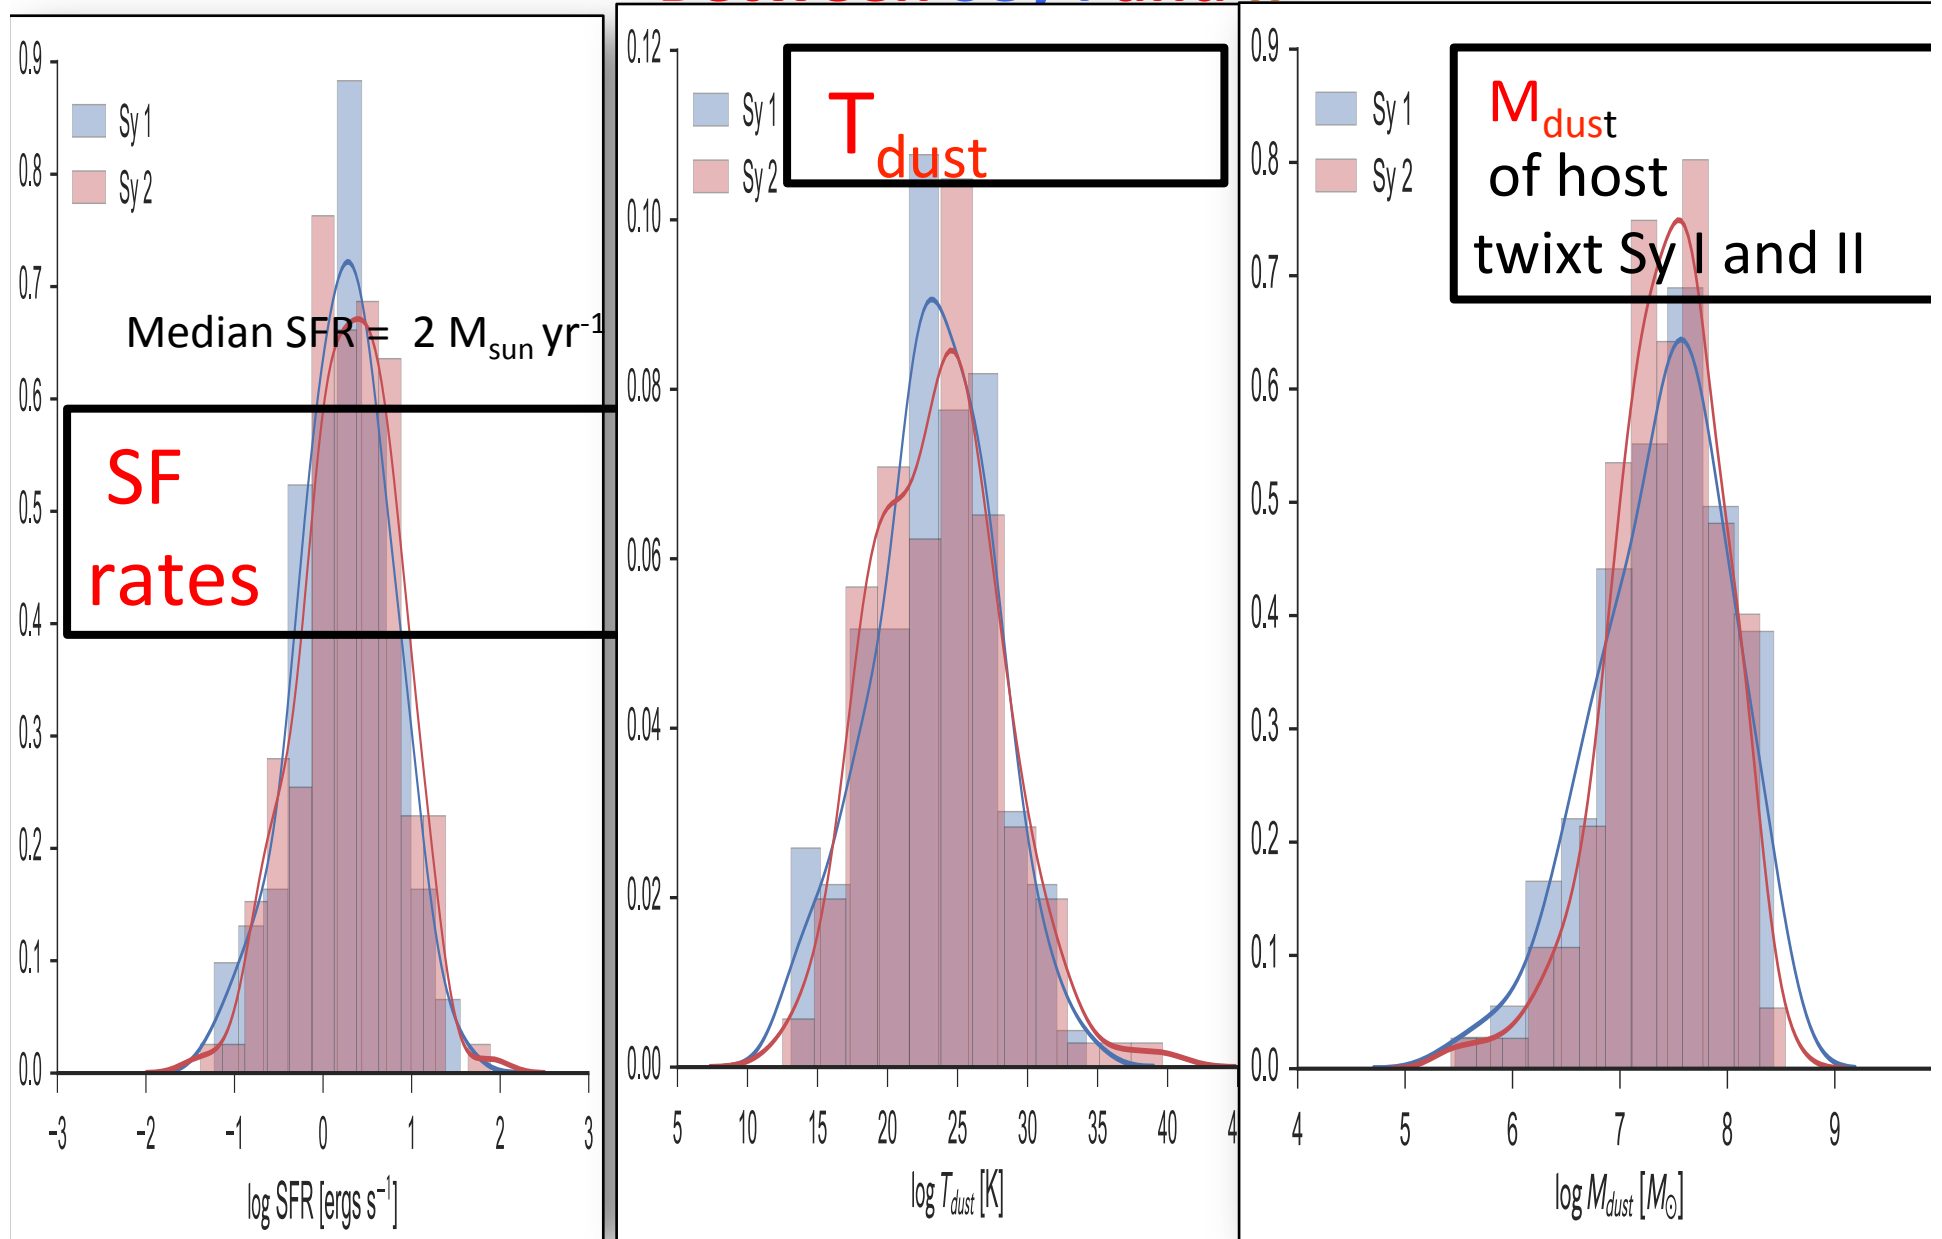 Between Sy I and II
0.9
0.8
0.7
0.6
0.5
0.4
0.3
0.2
0.1
0.0
Sy 1
Sy 2
Median SFR = 2 Msun yr-1
SF
rates
-3 -2 -1 0 1 2 3
log SFR [ergs s⁻¹]
0.12
0.10
0.08
0.06
0.04
0.02
0.00
Sy 1
Sy 2
Tdust
5 10 15 20 25 30 35 40 4
log Tdust [K]
0.9
0.8
0.7
0.6
0.5
0.4
0.3
0.2
0.1
0.0
Sy 1
Sy 2
Mdust
of host
twixt Sy I and II
4 5 6 7 8 9
log Mdust [M⊙]